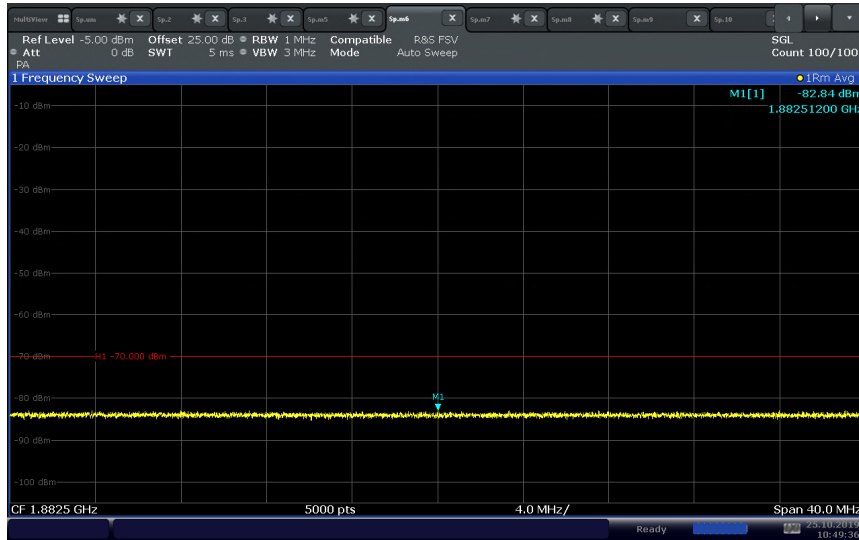 MultiView Sp.am Sp.2 Sp.3 Sp.m5 Sp.m6 Sp.m7 Sp.m8 Sp.m9 Sp.10
Ref Level -5.00 dBm Offset 25.00 dB RBW 1 MHz Compatible R&S FSV SGL
Att 0 dB SWT 5 ms VBW 3 MHz Mode Auto Sweep Count 100/100
PA
1 Frequency Sweep 1Rm Avg
M1[1] -82.84 dBm
1.88251200 GHz
-10 dBm
-20 dBm
-30 dBm
-40 dBm
-50 dBm
-60 dBm
-70 dBm H1 -70.000 dBm
-80 dBm M1
-90 dBm
-100 dBm
CF 1.8825 GHz 5000 pts 4.0 MHz/ Span 40.0 MHz
Ready 25.10.2019
10:49:36